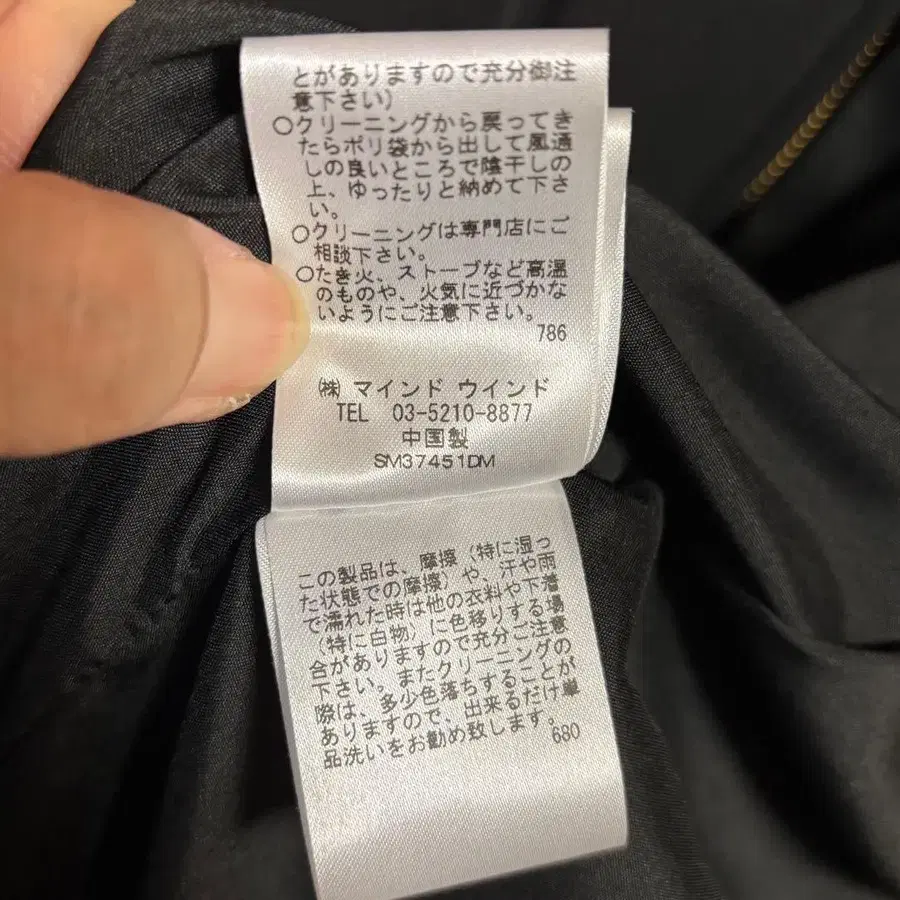 とがありますので充分御注
意下さい)
○クリーニングから戻ってき
たらポリ袋から出して風通
しの良いところで陰干しの
上、ゆったりと納めて下さ
い。
○クリーニングは専門店にご
相談下さい。
○たき火、ストーブなど高温
のものや、火気に近づかな
いようにご注意下さい。
786
㈱ マインド ウインド
TEL 03-5210-8877
中国製
SM37451DM
この製品は、摩擦(特に湿っ
た状態での摩擦)や、汗や雨
で濡れた時は他の衣料や下着
(特に白物)に色移りする場
合がありますので充分ご注意
下さい。またクリーニングの
際は、多少色落ちすることが
ありますので、出来るだけ単
品洗いをお勧め致します。
680